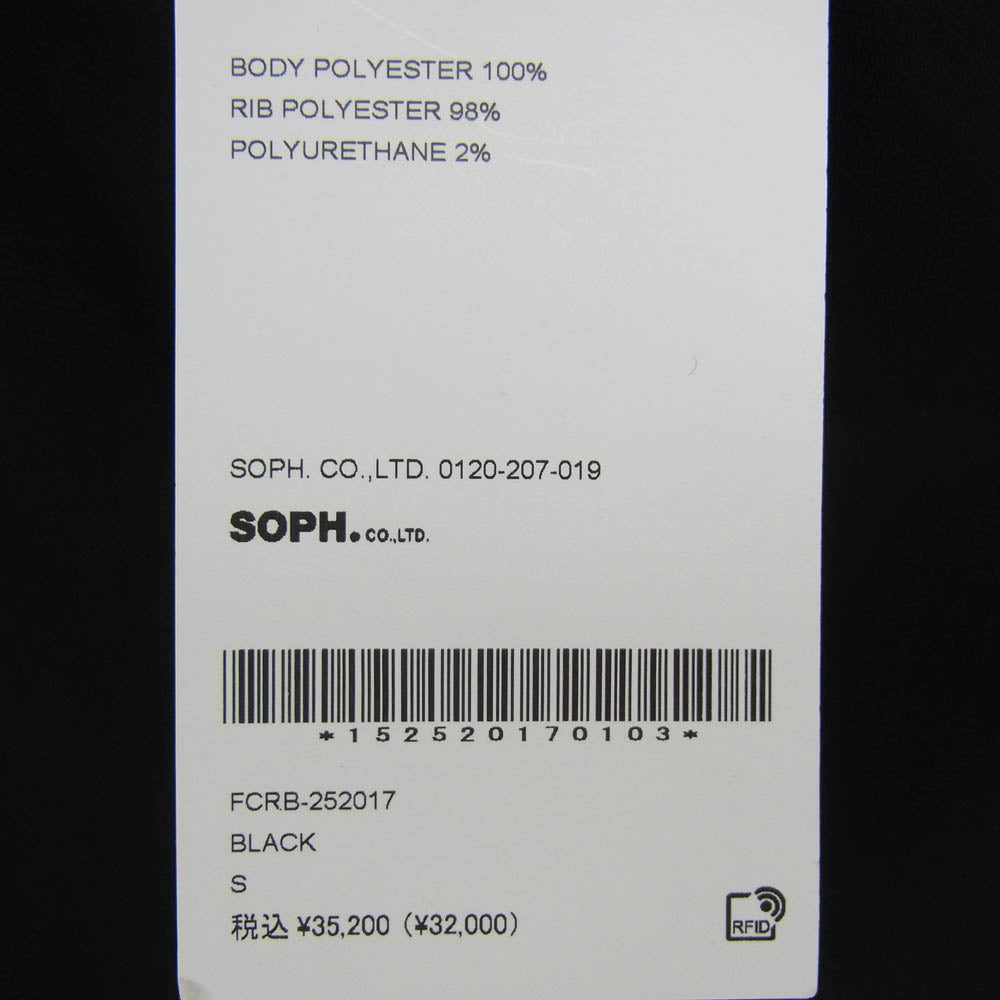 BODY POLYESTER 100%
RIB POLYESTER 98%
POLYURETHANE 2%
SOPH. CO.,LTD. 0120-207-019
SOPH. CO.,LTD.
*152520170103*
FCRB-252017
BLACK
S
税込 ¥35,200 (¥32,000)
RFID